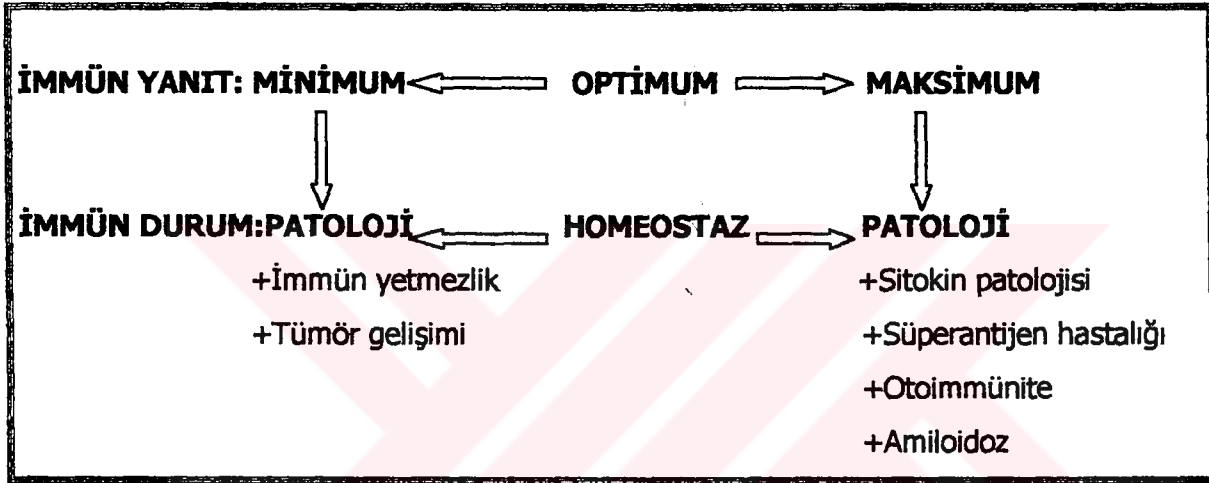 İMMÜN YANIT: MİNİMUM OPTİMUM MAKSİMUM
İMMÜN DURUM:PATOLOJİ HOMEOSTAZ PATOLOJİ
+İmmün yetmezlik +Sitokin patolojisi
+Tümör gelişimi +Süperantijen hastalığı
+Otoimmünite
+Amiloidoz